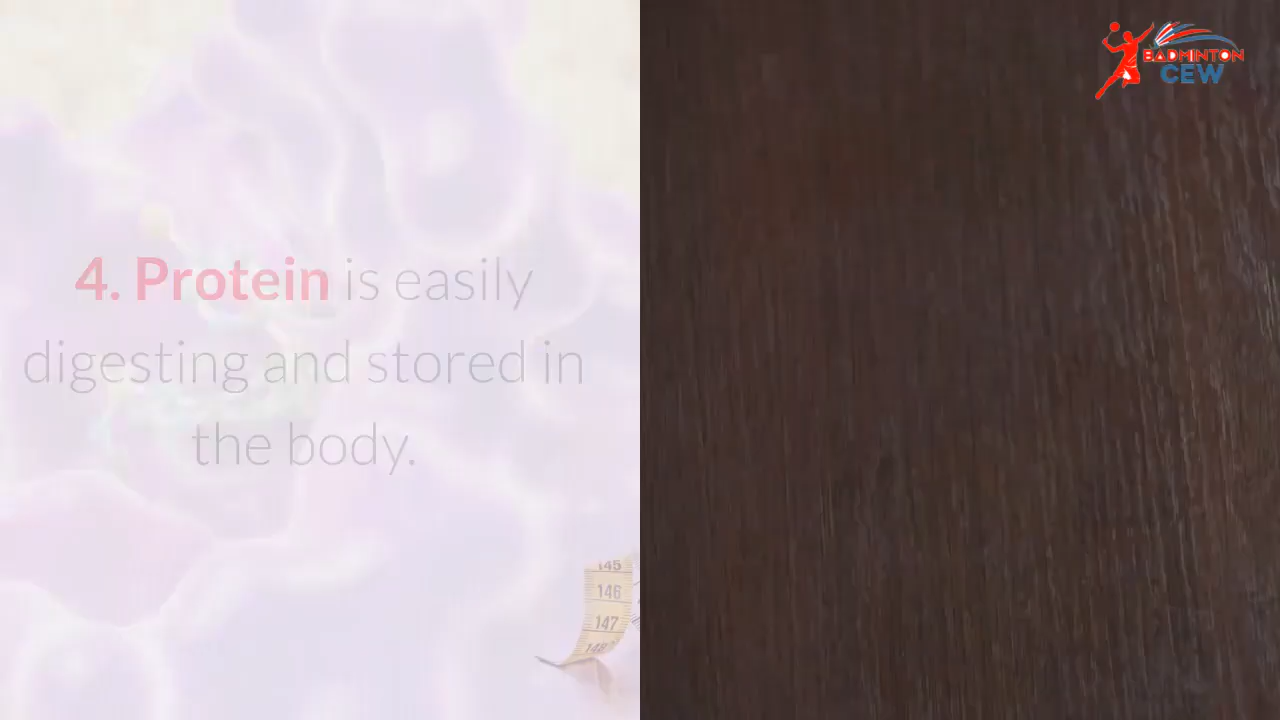 BADMINTON
CEW
4. Protein is easily
digesting and stored in
the body.
145
146
147
148